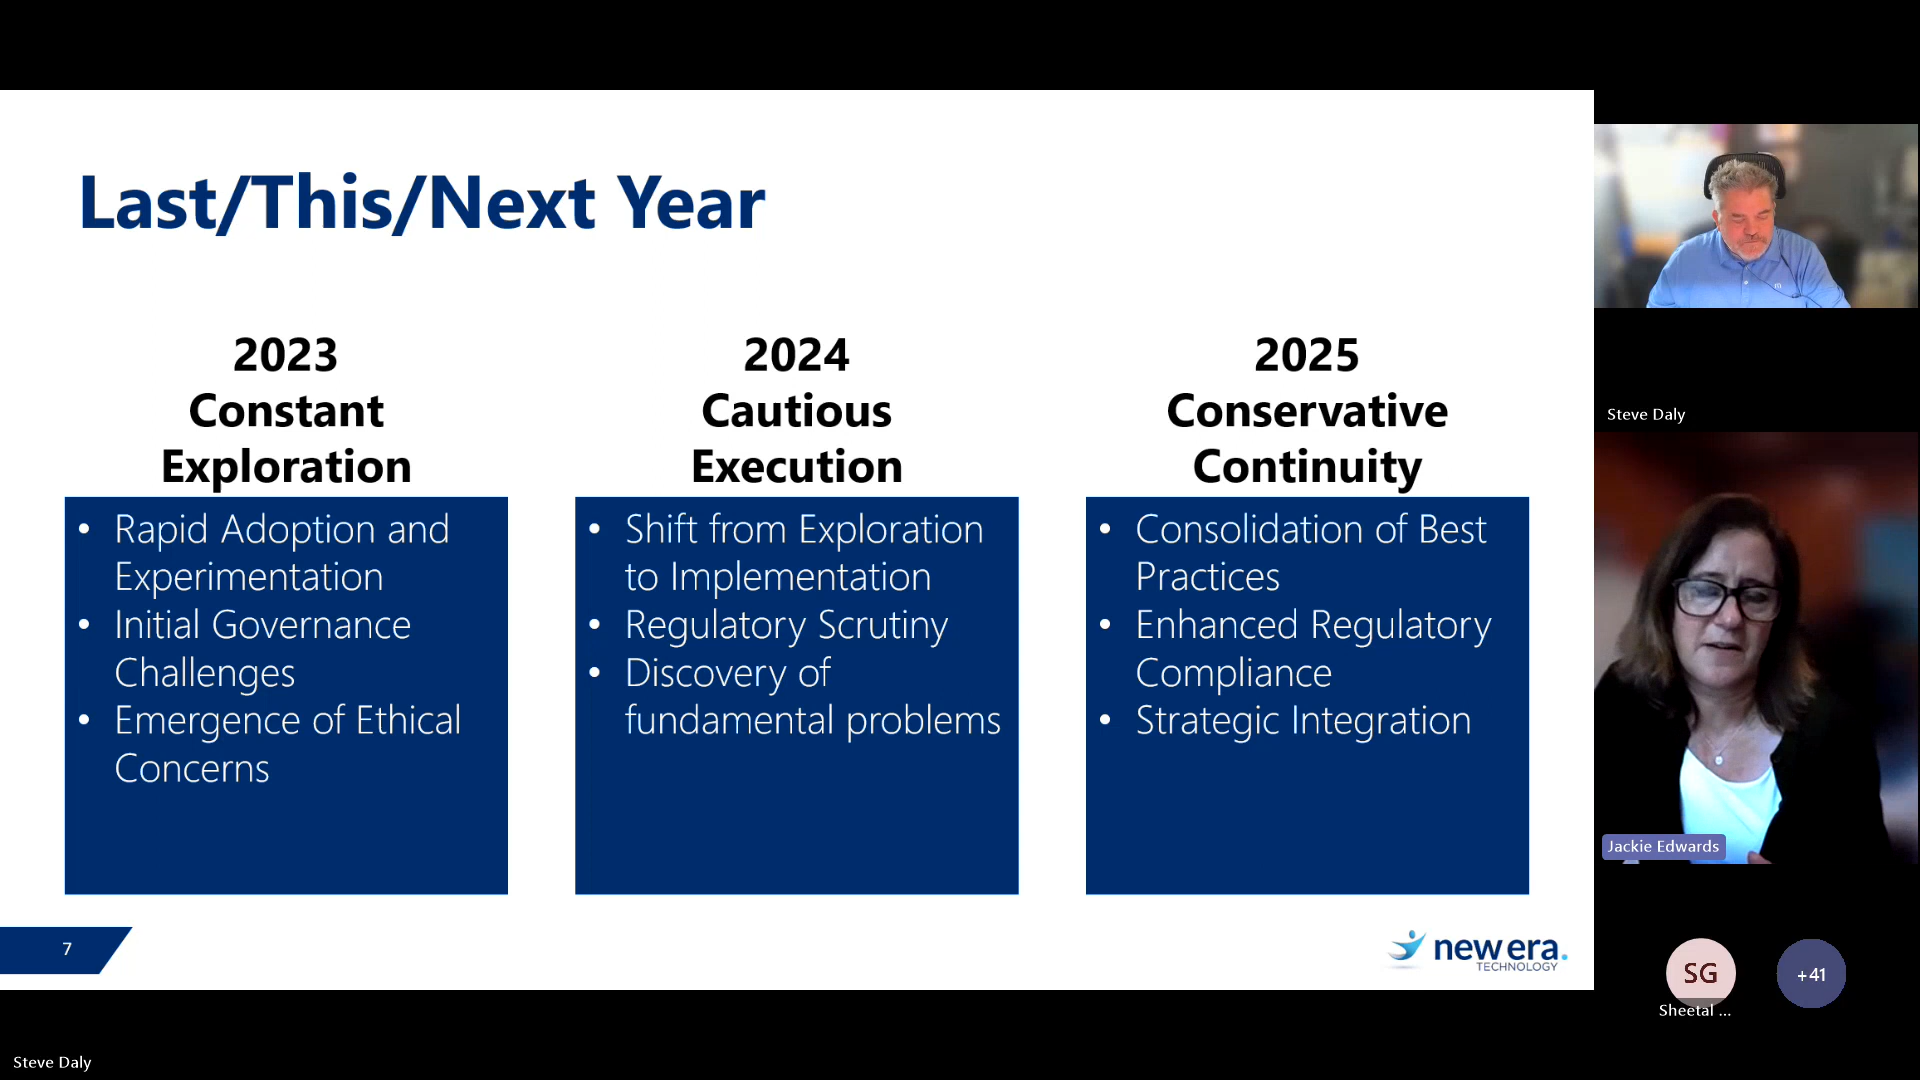 Last/This/Next Year
2023
Constant
Exploration
• Rapid Adoption and
Experimentation
• Initial Governance
Challenges
• Emergence of Ethical
Concerns
2024
Cautious
Execution
• Shift from Exploration
to Implementation
• Regulatory Scrutiny
• Discovery of
fundamental problems
2025
Conservative
Continuity
• Consolidation of Best
Practices
• Enhanced Regulatory
Compliance
• Strategic Integration
7
new era.
TECHNOLOGY
Steve Daly
Jackie Edwards
SG
Sheetal ...
+41
Steve Daly